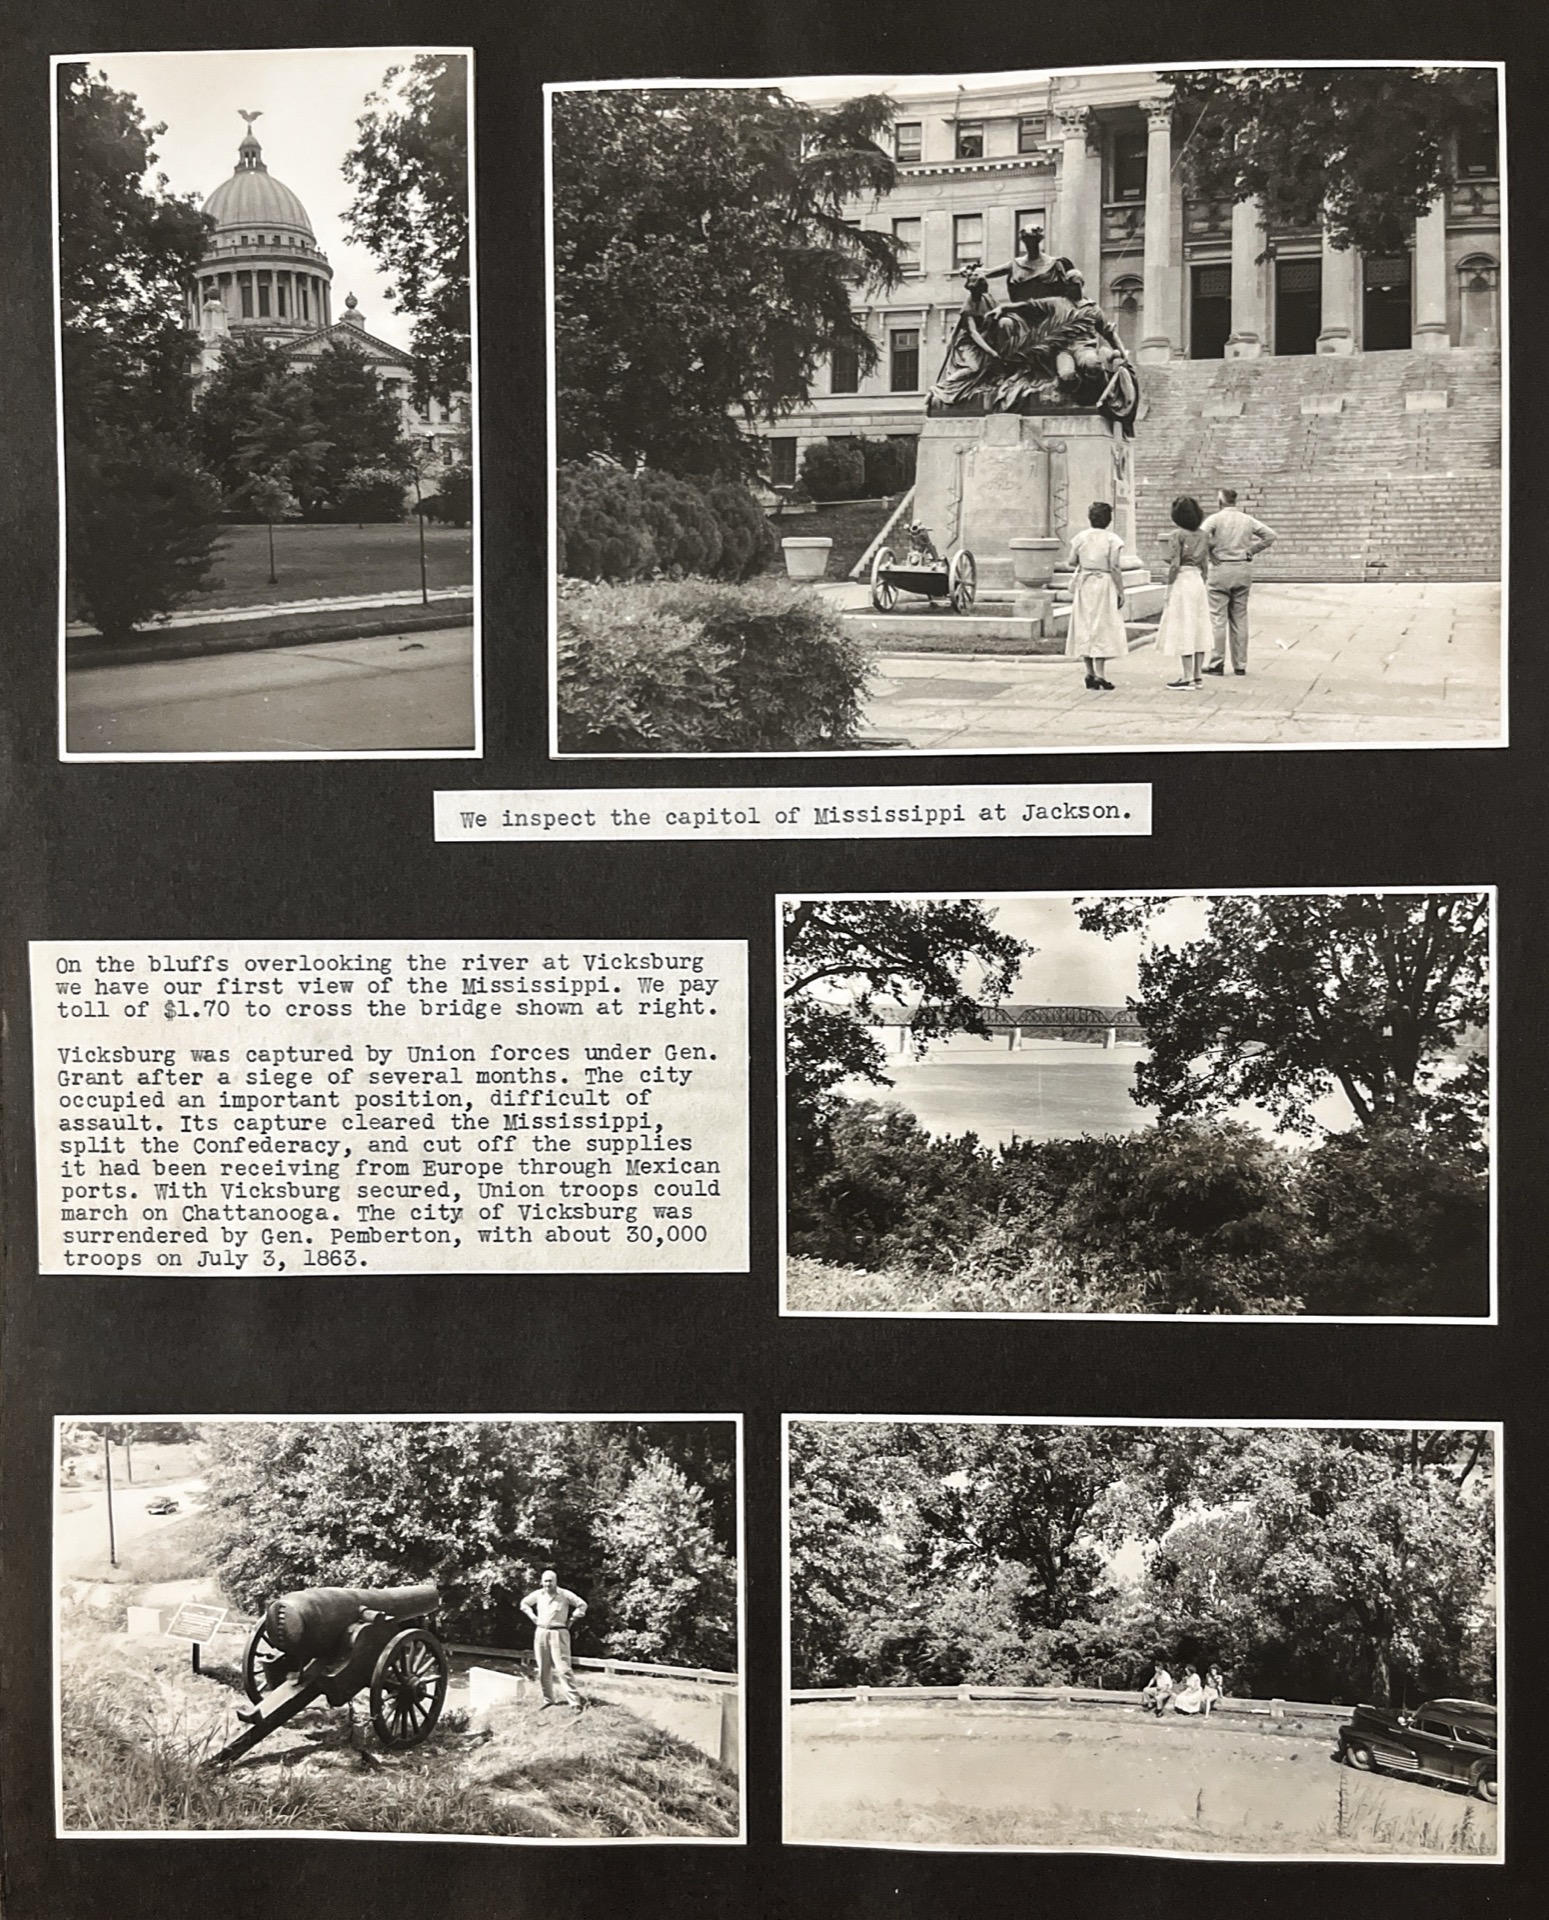 We inspect the capitol of Mississippi at Jackson.
On the bluffs overlooking the river at Vicksburg
we have our first view of the Mississippi. We pay
toll of $1.70 to cross the bridge shown at right.
Vicksburg was captured by Union forces under Gen.
Grant after a siege of several months. The city
occupied an important position, difficult of
assault. Its capture cleared the Mississippi,
split the Confederacy, and cut off the supplies
it had been receiving from Europe through Mexican
ports. With Vicksburg secured, Union troops could
march on Chattanooga. The city of Vicksburg was
surrendered by Gen. Pemberton, with about 30,000
troops on July 3, 1863.